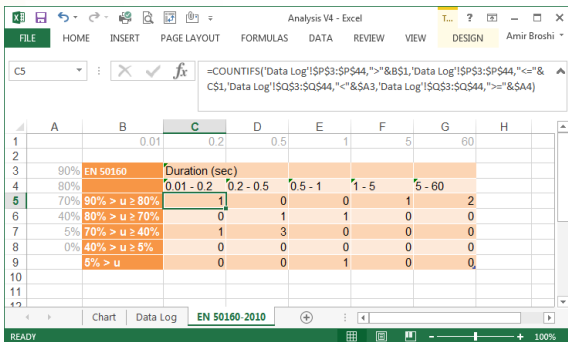 Analysis V4 - Excel
T... ?
FILE HOME INSERT PAGE LAYOUT FORMULAS DATA REVIEW VIEW DESIGN Amir Broshi
C5 fx =COUNTIFS('Data Log'!$P$3:$P$44,">"&B$1,'Data Log'!$P$3:$P$44,"<="&
C$1,'Data Log'!$Q$3:$Q$44,"<"&$A3,'Data Log'!$Q$3:$Q$44,">="&$A4)
A B C D E F G H
1 0.01 0.2 0.5 1 5 60
2
3 90% EN 50160 Duration (sec)
4 80% 0.01 - 0.2 0.2 - 0.5 0.5 - 1 1 - 5 5 - 60
5 70% 90% > u ≥ 80% 1 0 0 1 2
6 40% 80% > u ≥ 70% 0 1 1 0 0
7 5% 70% > u ≥ 40% 1 3 0 0 0
8 0% 40% > u ≥ 5% 0 0 0 0 0
9 5% > u 0 0 1 0 0
10
11
12
Chart Data Log EN 50160-2010
READY 100%